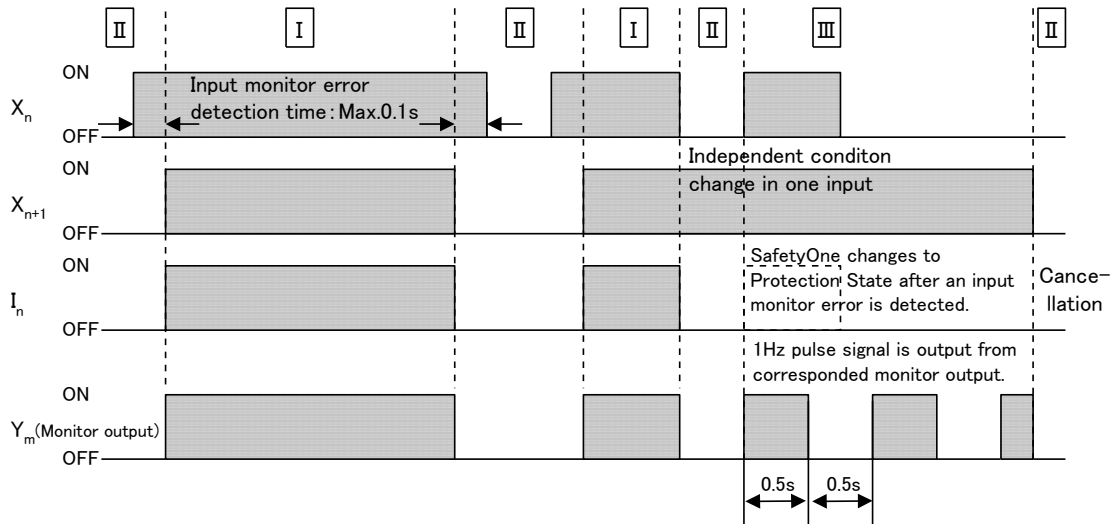 Ⅱ Ⅰ Ⅱ Ⅰ Ⅱ Ⅲ Ⅱ
ON
Input monitor error
detection time : Max.0.1s
Xn
OFF
Independent conditon
change in one input
ON
Xn+1
OFF
SafetyOne changes to
Protection State after an input
monitor error is detected.
ON
In
OFF
Cance-
llation
1Hz pulse signal is output from
corresponded monitor output.
ON
Ym(Monitor output)
OFF
0.5s 0.5s